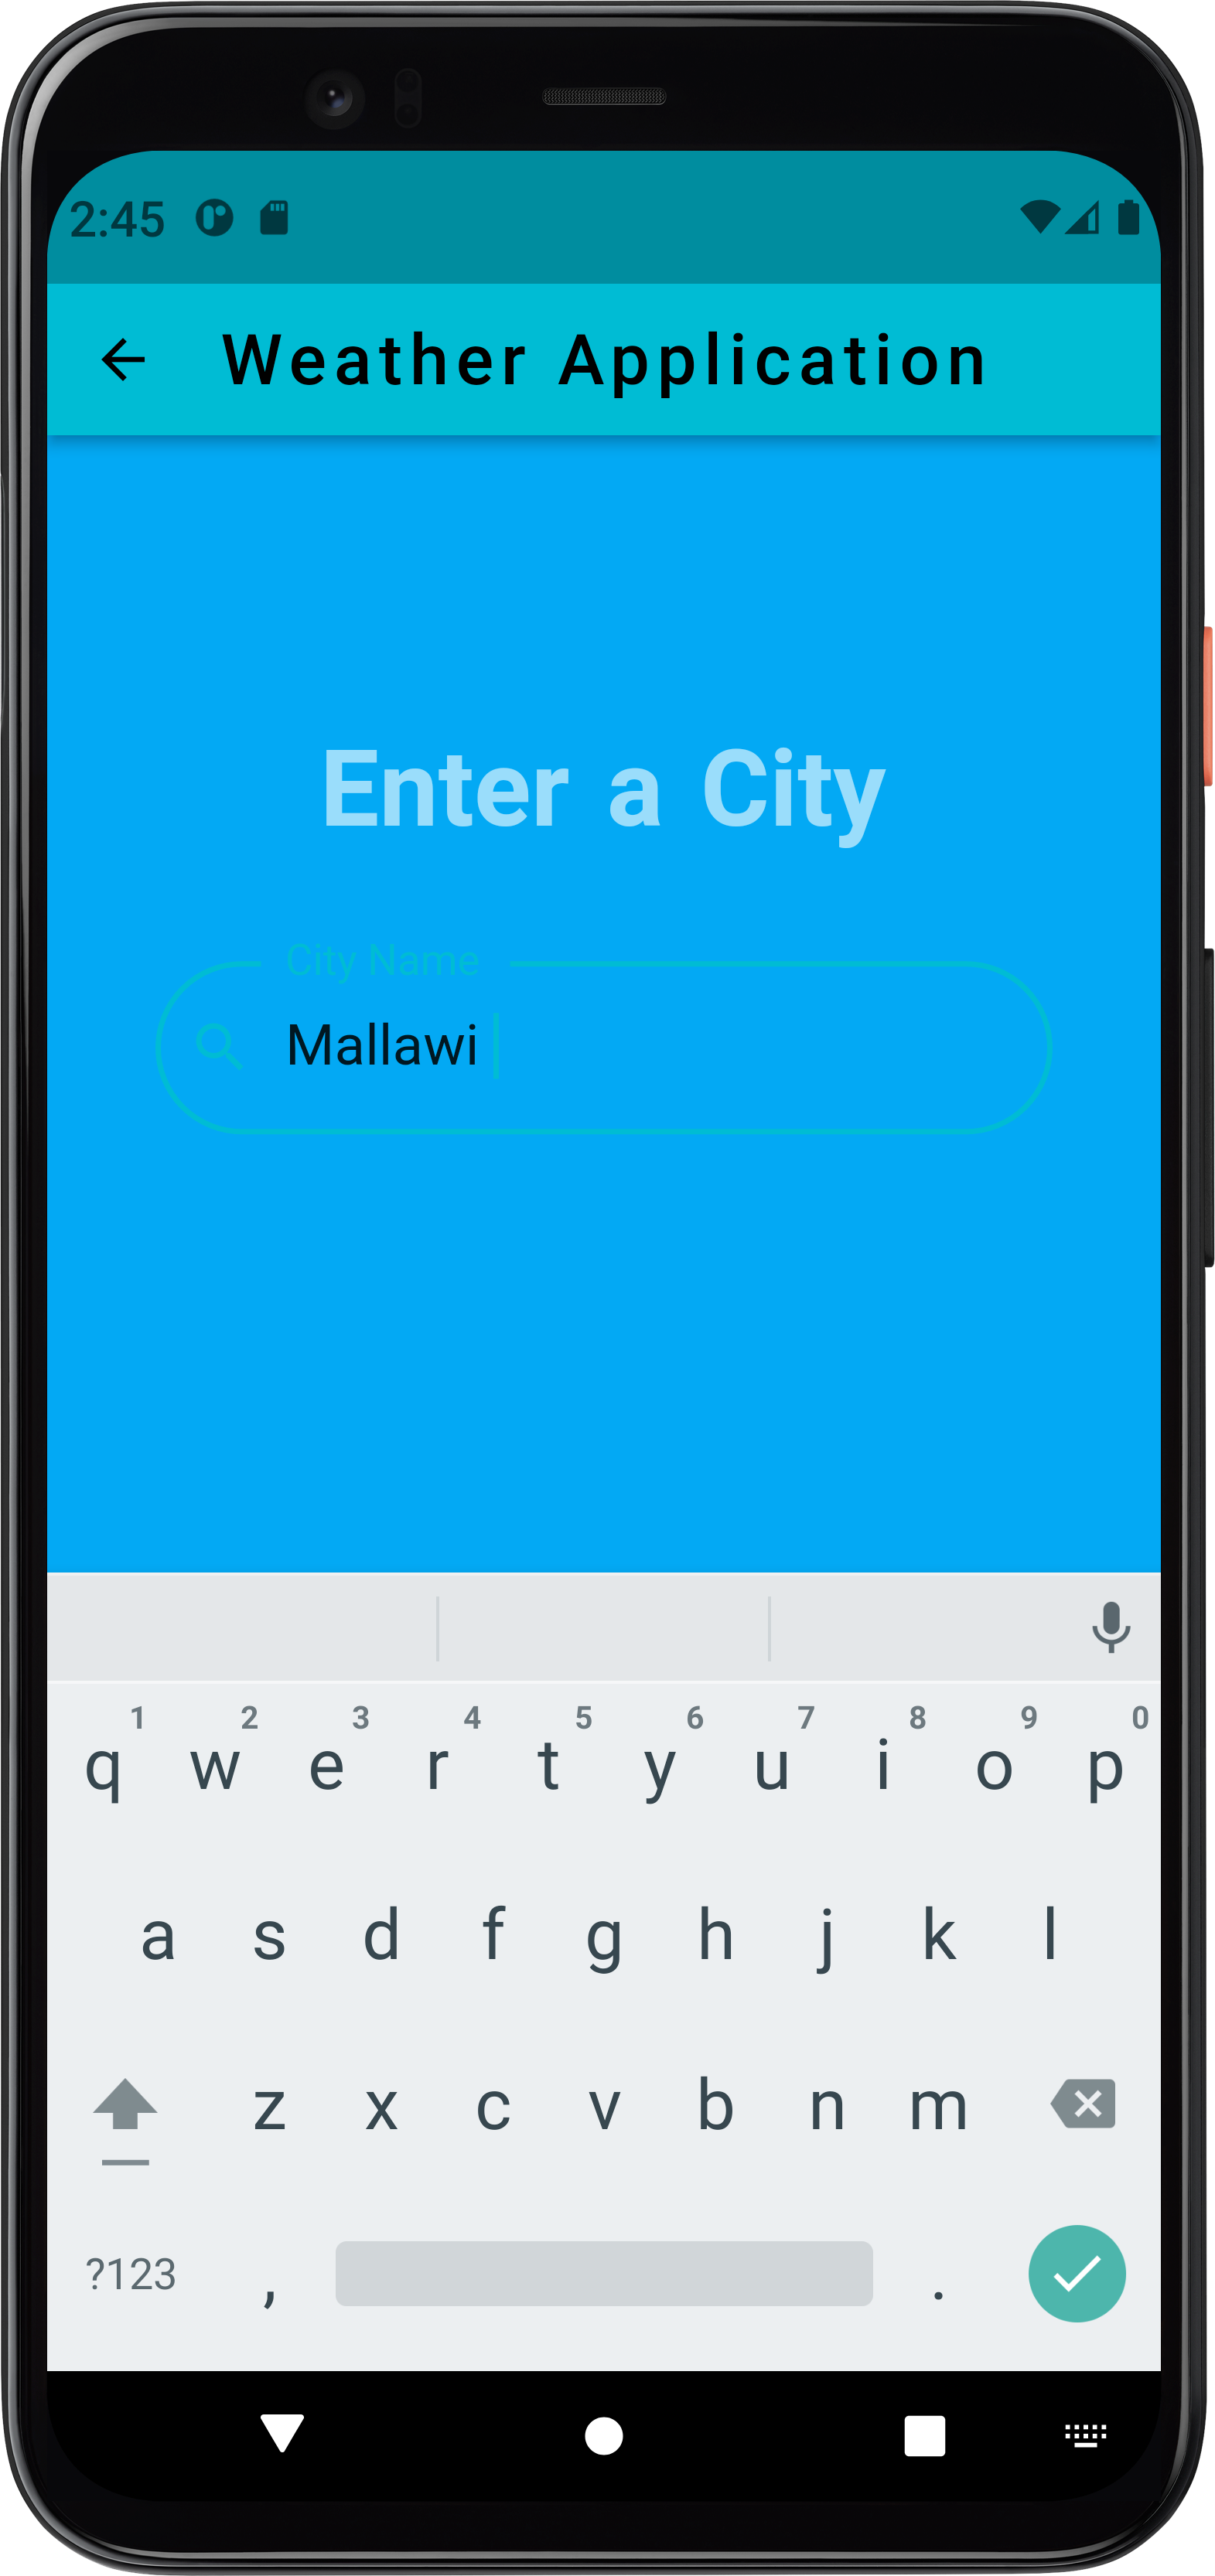 2:45
Weather Application
Enter a City
City Name
Mallawi
1 2 3 4 5 6 7 8 9 0
q w e r t y u i o p
a s d f g h j k l
z x c v b n m
?123 , .